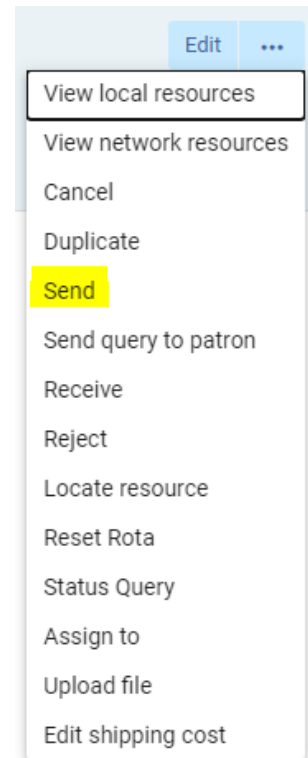 Edit ...
View local resources
View network resources
Cancel
Duplicate
Send
Send query to patron
Receive
Reject
Locate resource
Reset Rota
Status Query
Assign to
Upload file
Edit shipping cost